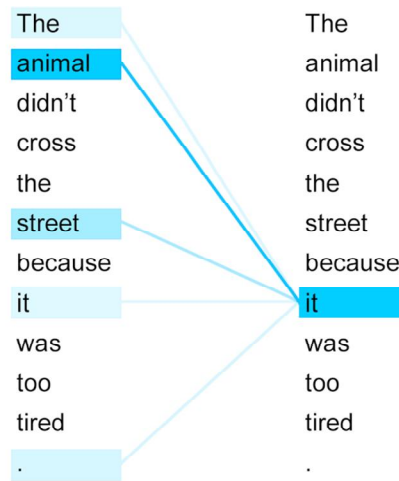 The The
animal animal
didn’t didn’t
cross cross
the the
street street
because because
it it
was was
too too
tired tired
. .